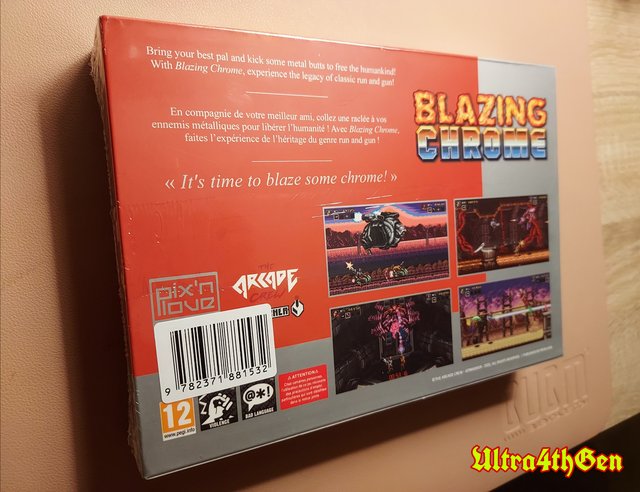 Bring your best pal and kick some metal butts to free the humankind!
With Blazing Chrome, experience the legacy of classic run and gun!
En compagnie de votre meilleur ami, collez une raclée à vos
ennemis métalliques pour libérer l'humanité ! Avec Blazing Chrome,
faites l'expérience de l'héritage du genre run and gun !
« It's time to blaze some chrome! »
BLAZING
CHROME
pix'n
love
THE
ARCADE
CREW
9 782371 881532
12
www.pegi.info
VIOLENCE
BAD LANGUAGE
ATTENTION
Ultra4thGen